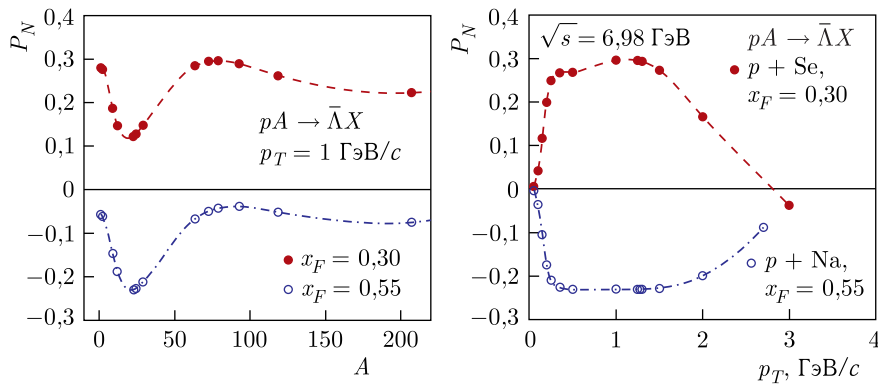 P_N
0,4
0,3
0,2
0,1
0
−0,1
−0,2
−0,3
pA → Λ̄X
p_T = 1 ГэВ/c
x_F = 0,30
x_F = 0,55
0 50 100 150 200
A
P_N
0,4
0,3
0,2
0,1
0
−0,1
−0,2
−0,3
√s = 6,98 ГэВ
pA → Λ̄X
p + Se,
x_F = 0,30
p + Na,
x_F = 0,55
0 1 2 3 4
p_T, ГэВ/c